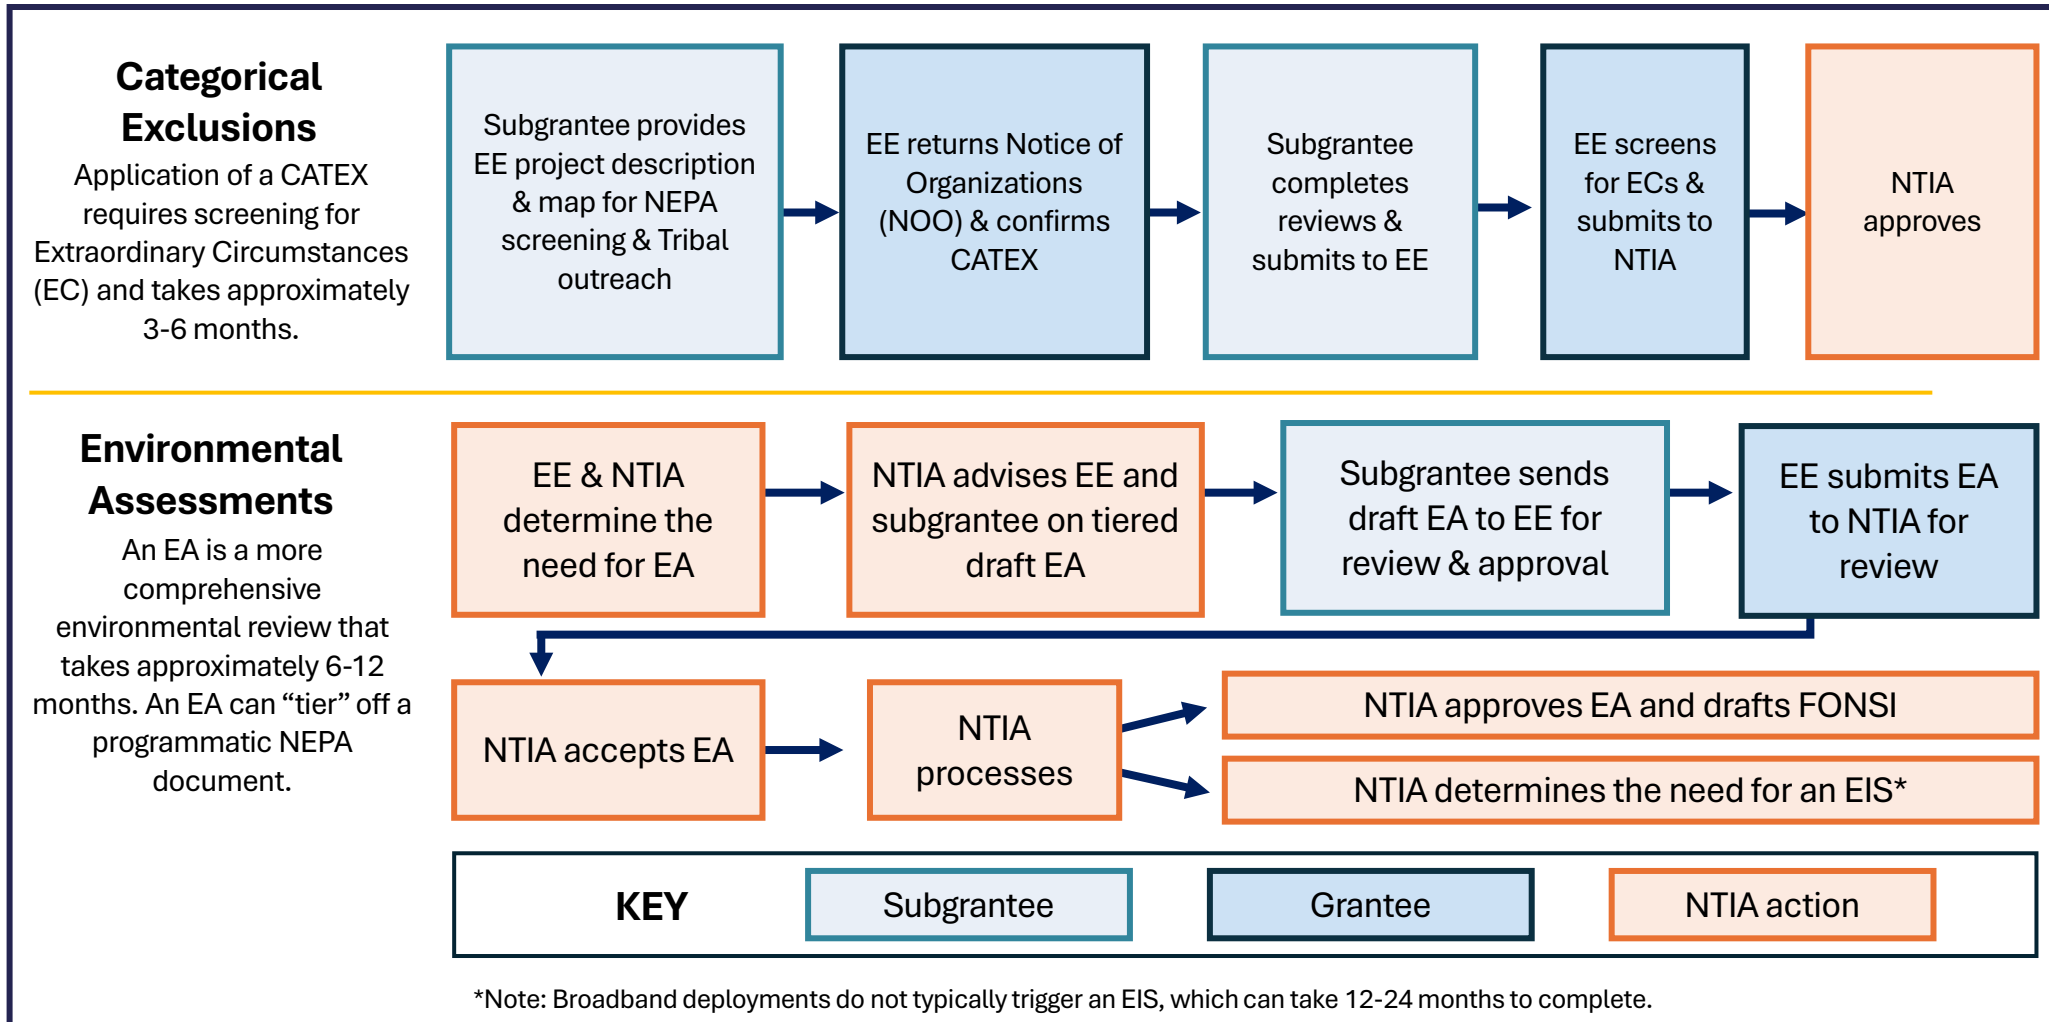 Categorical
Exclusions
Application of a CATEX
requires screening for
Extraordinary Circumstances
(EC) and takes approximately
3-6 months.
Subgrantee provides
EE project description
& map for NEPA
screening & Tribal
outreach
EE returns Notice of
Organizations
(NOO) & confirms
CATEX
Subgrantee
completes
reviews &
submits to EE
EE screens
for ECs &
submits to
NTIA
NTIA
approves
Environmental
Assessments
An EA is a more
comprehensive
environmental review that
takes approximately 6-12
months. An EA can “tier” off a
programmatic NEPA
document.
EE & NTIA
determine the
need for EA
NTIA advises EE and
subgrantee on tiered
draft EA
Subgrantee sends
draft EA to EE for
review & approval
EE submits EA
to NTIA for
review
NTIA accepts EA
NTIA
processes
NTIA approves EA and drafts FONSI
NTIA determines the need for an EIS*
KEY
Subgrantee
Grantee
NTIA action
*Note: Broadband deployments do not typically trigger an EIS, which can take 12-24 months to complete.